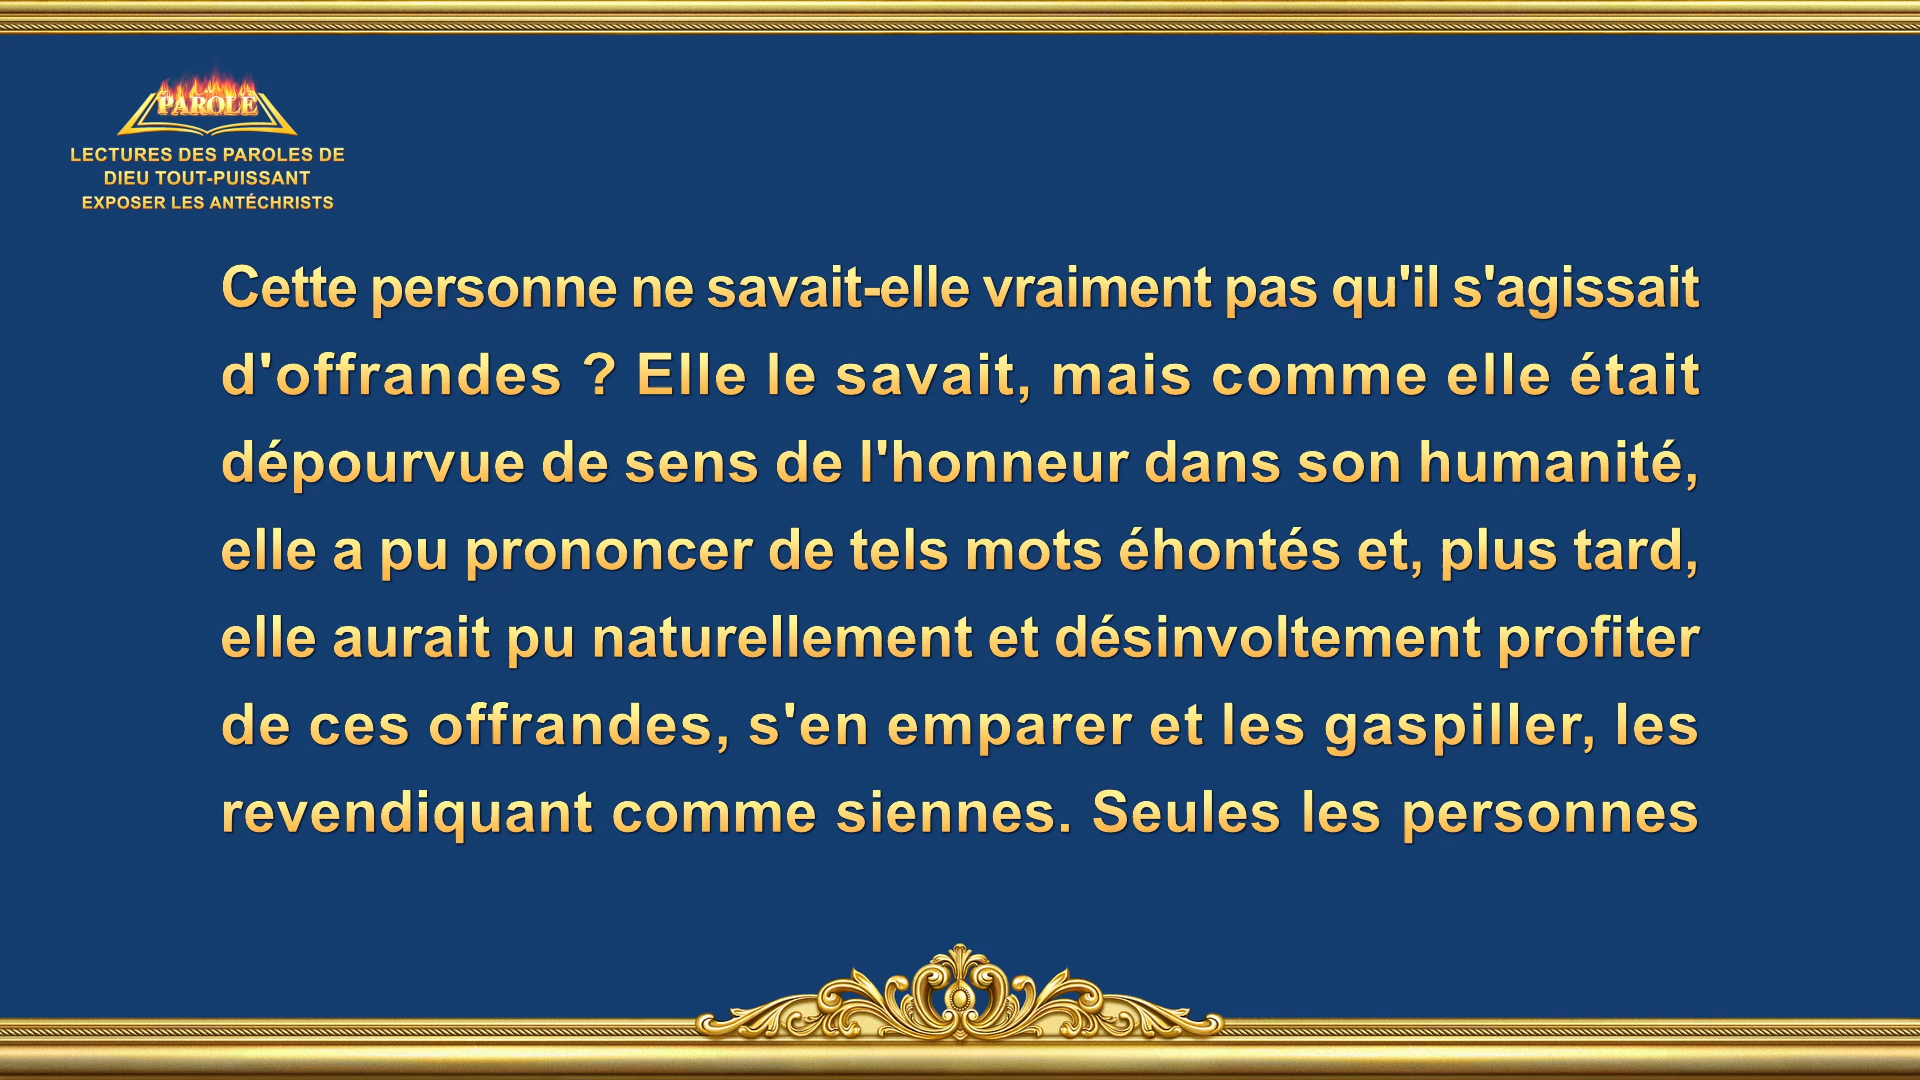 PAROLE
LECTURES DES PAROLES DE
DIEU TOUT-PUISSANT
EXPOSER LES ANTÉCHRISTS
Cette personne ne savait-elle vraiment pas qu'il s'agissait
d'offrandes ? Elle le savait, mais comme elle était
dépourvue de sens de l'honneur dans son humanité,
elle a pu prononcer de tels mots éhontés et, plus tard,
elle aurait pu naturellement et désinvoltement profiter
de ces offrandes, s'en emparer et les gaspiller, les
revendiquant comme siennes. Seules les personnes